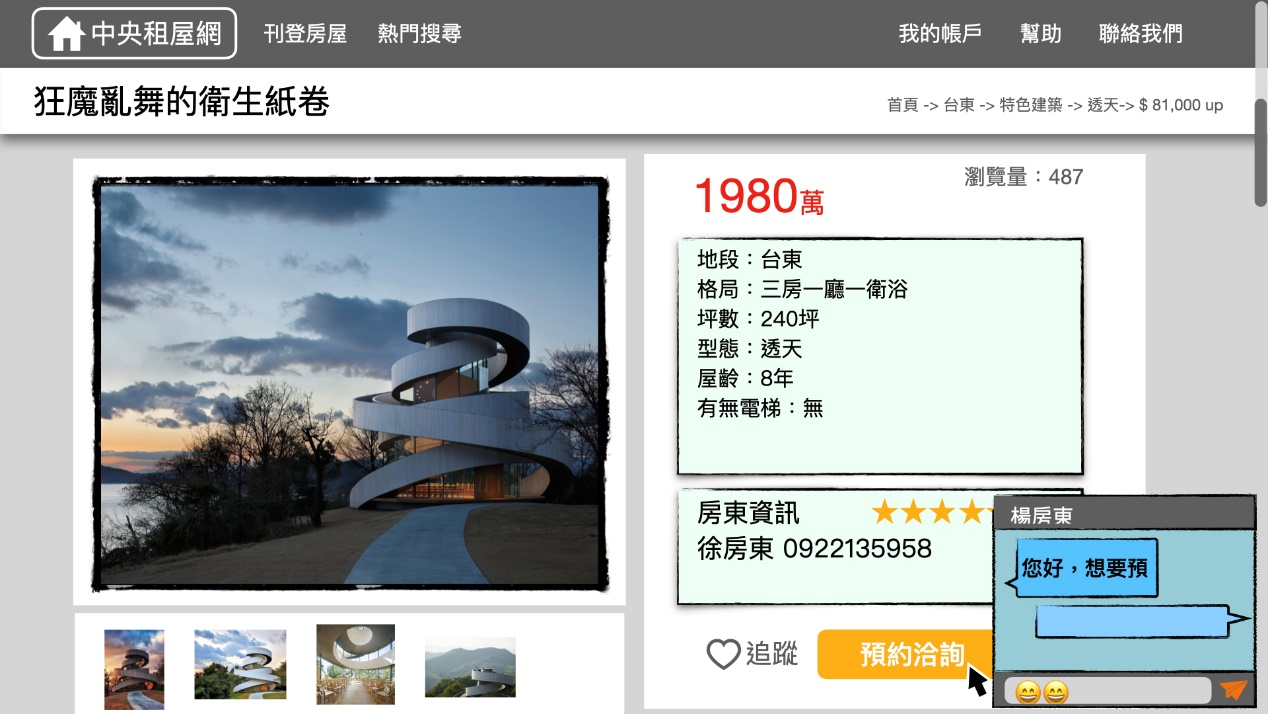 中央租屋網 刊登房屋 熱門搜尋 我的帳戶 幫助 聯絡我們
狂魔亂舞的衛生紙卷
首頁 -> 台東 -> 特色建築 -> 透天-> $ 81,000 up
瀏覽量：487
1980萬
地段：台東
格局：三房一廳一衛浴
坪數：240坪
型態：透天
屋齡：8年
有無電梯：無
房東資訊
徐房東 0922135958
追蹤
預約洽詢
楊房東
您好，想要預